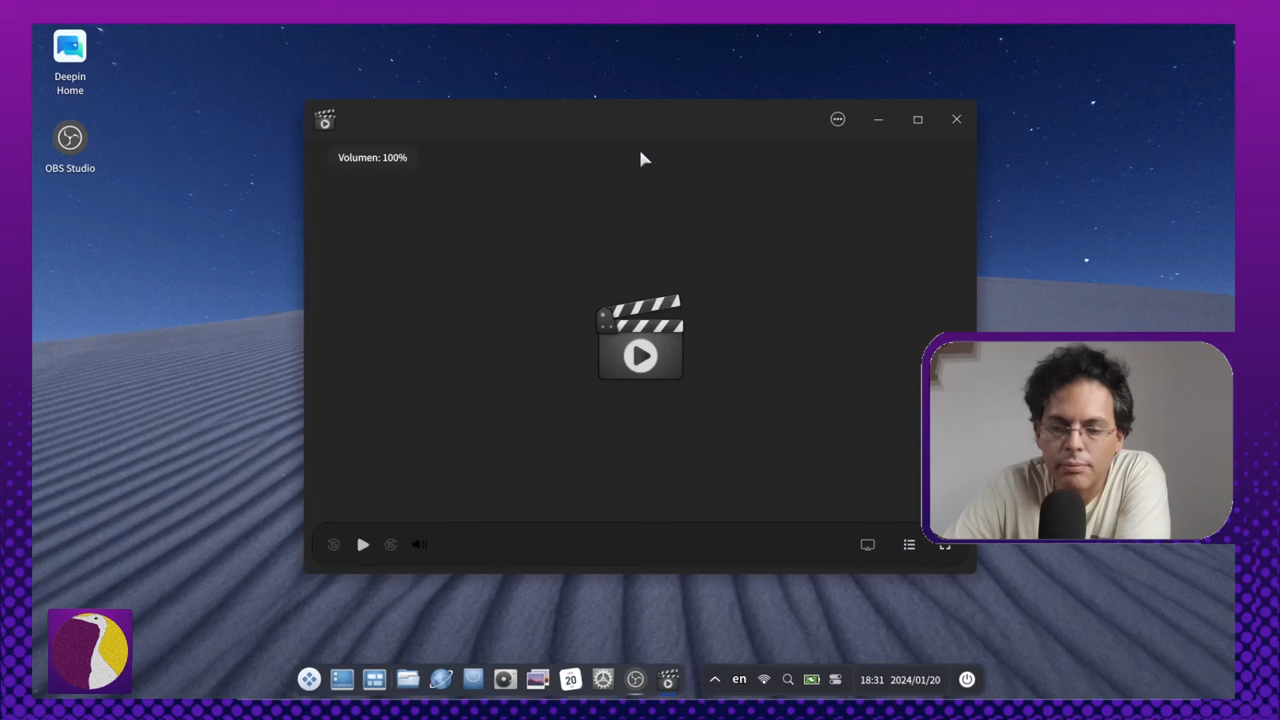 Deepin
Home
OBS Studio
Volumen: 100%
20
en
18:31
2024/01/20